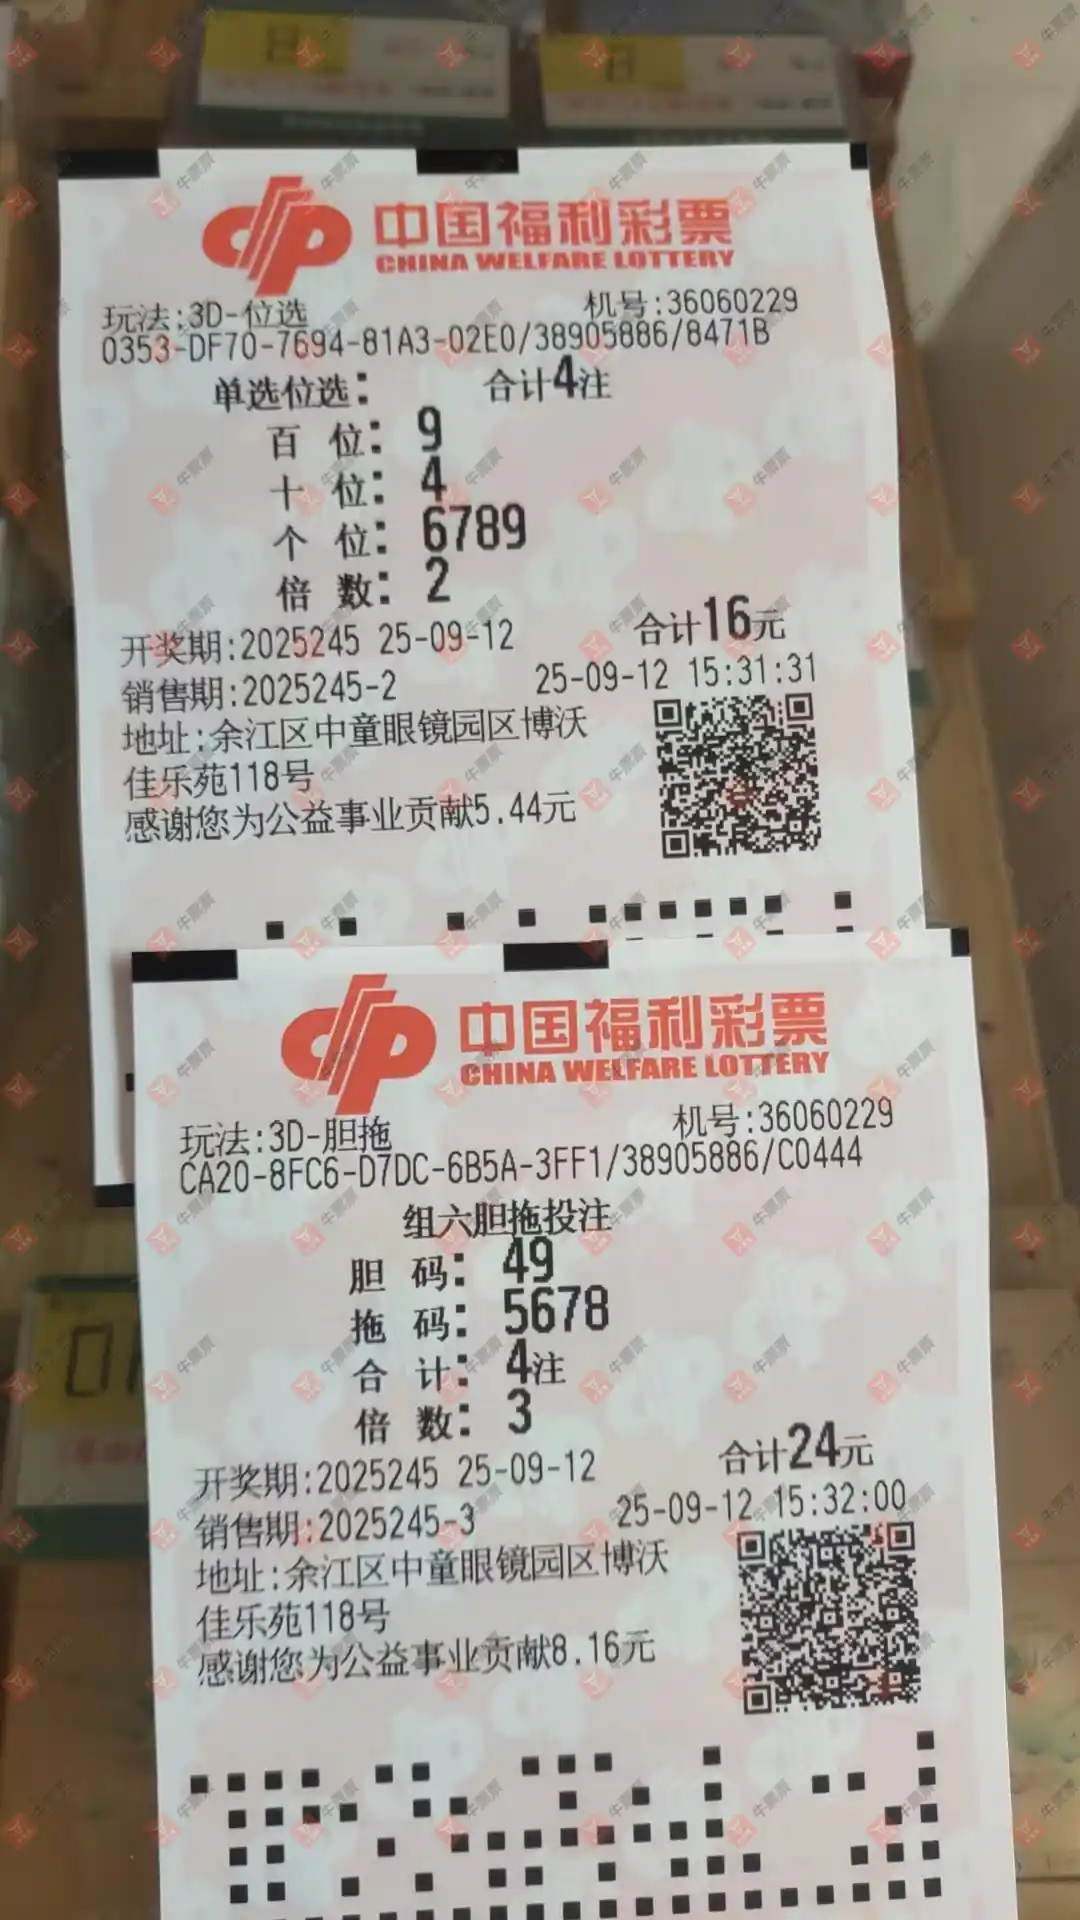 中国福利彩票
CHINA WELFARE LOTTERY
玩法:3D-位选 机号:36060229
0353-DF70-7694-81A3-02E0/38905886/8471B
单选位选: 合计4注
百 位: 9
十 位: 4
个 位: 6789
倍 数: 2
合计16元
开奖期:2025245 25-09-12
销售期:2025245-2 25-09-12 15:31:31
地址:余江区中童眼镜园区博沃
佳乐苑118号
感谢您为公益事业贡献5.44元
中国福利彩票
CHINA WELFARE LOTTERY
玩法:3D-胆拖 机号:36060229
CA20-8FC6-D7DC-6B5A-3FF1/38905886/C0444
组六胆拖投注
胆 码: 49
拖 码: 5678
合 计: 4注
倍 数: 3
合计24元
开奖期:2025245 25-09-12
销售期:2025245-3 25-09-12 15:32:00
地址:余江区中童眼镜园区博沃
佳乐苑118号
感谢您为公益事业贡献8.16元
牛票票